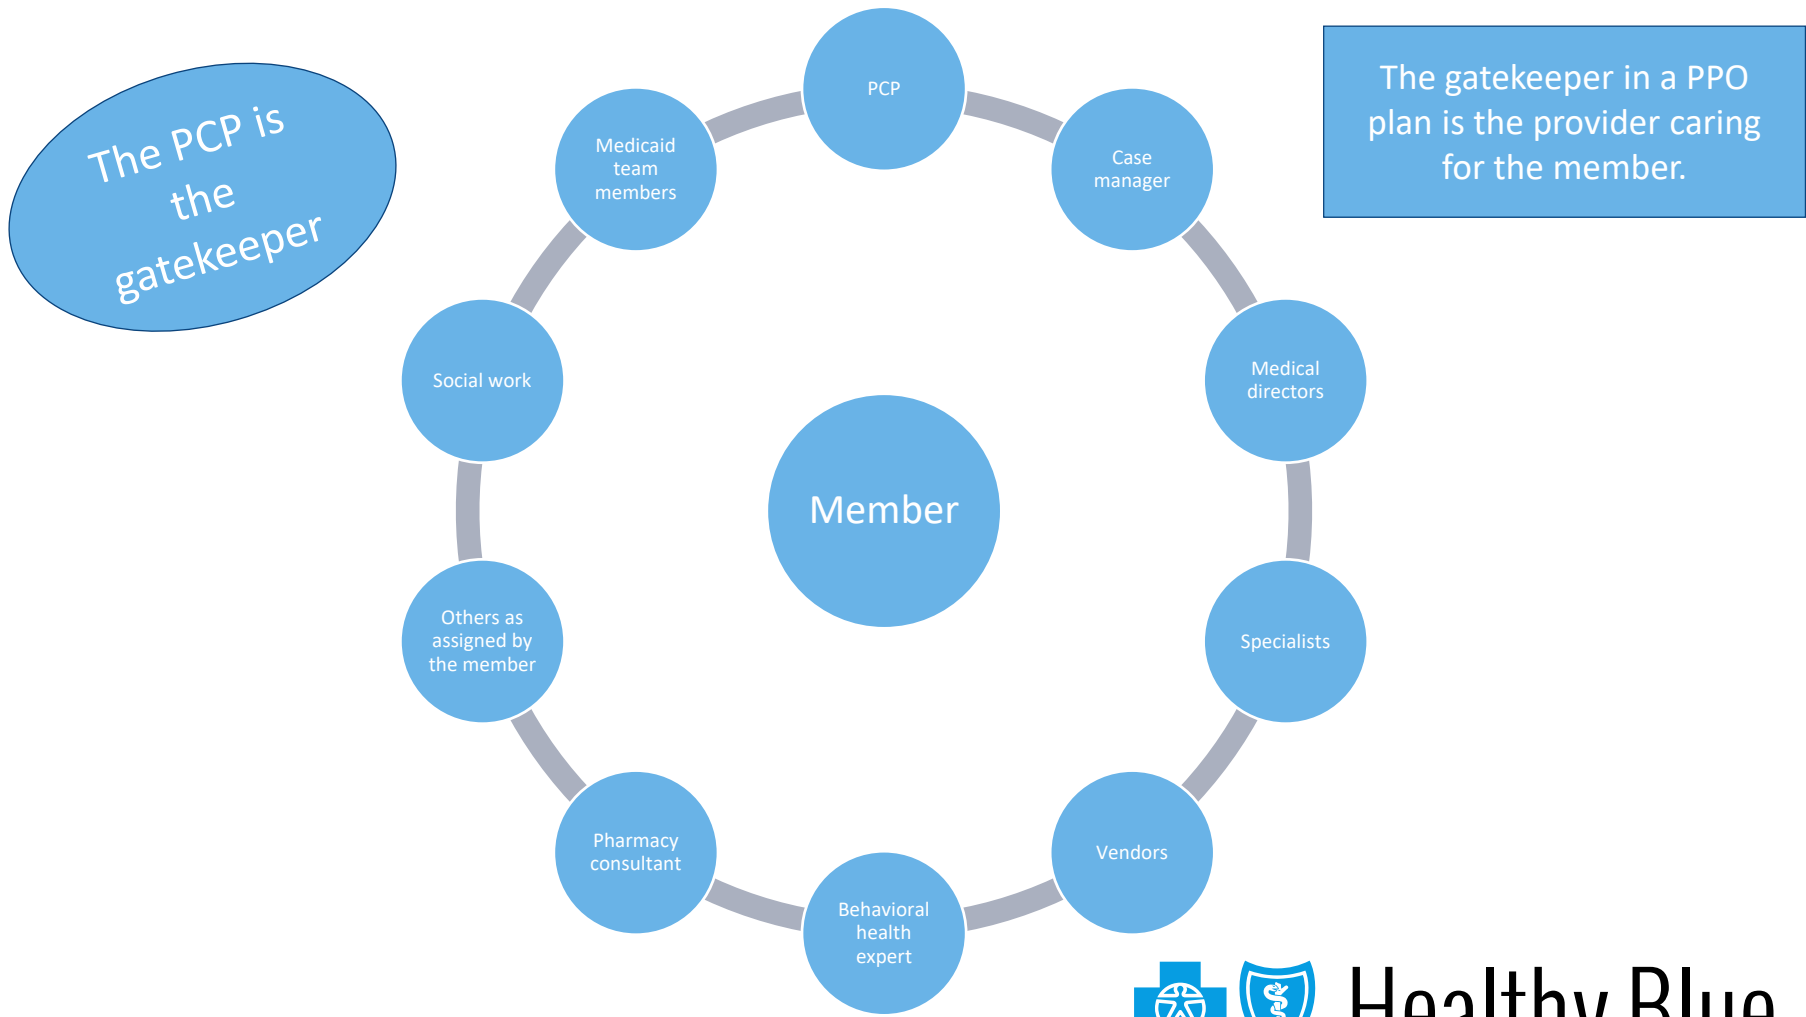 The PCP is
the
gatekeeper
The gatekeeper in a PPO
plan is the provider caring
for the member.
PCP
Case
manager
Medical
directors
Specialists
Vendors
Behavioral
health
expert
Pharmacy
consultant
Others as
assigned by
the member
Social work
Medicaid
team
members
Member
Healthy Blue